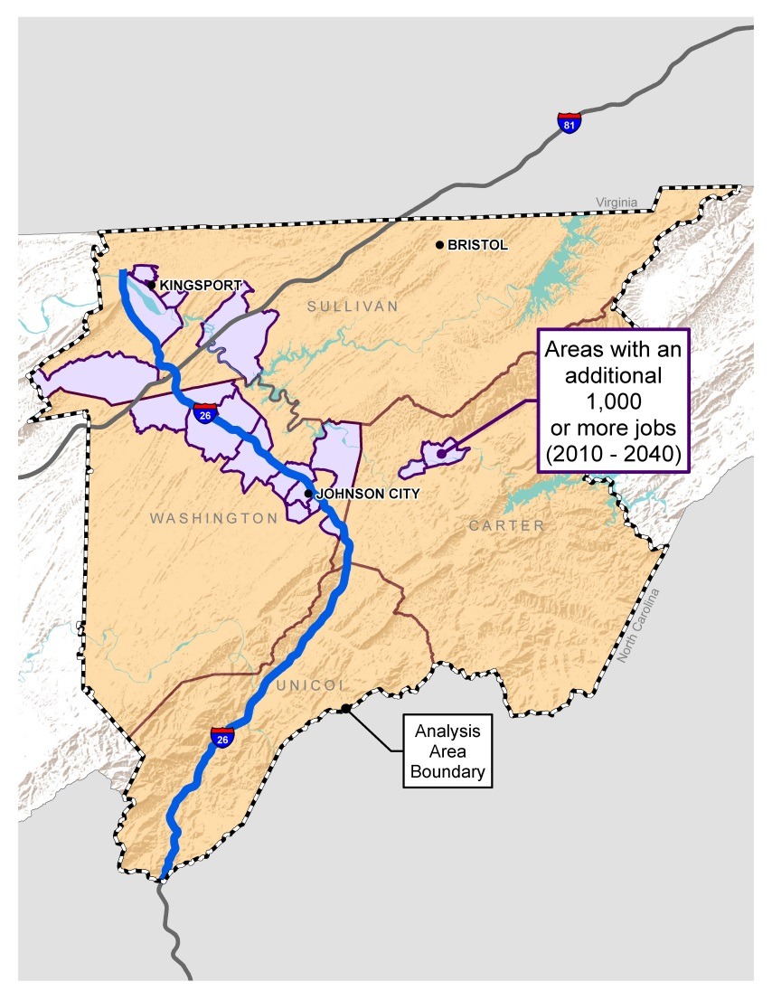 81
Virginia
BRISTOL
KINGSPORT
SULLIVAN
Areas with an
additional
1,000
or more jobs
(2010 - 2040)
26
JOHNSON CITY
WASHINGTON
CARTER
North Carolina
UNICOI
26
Analysis
Area
Boundary